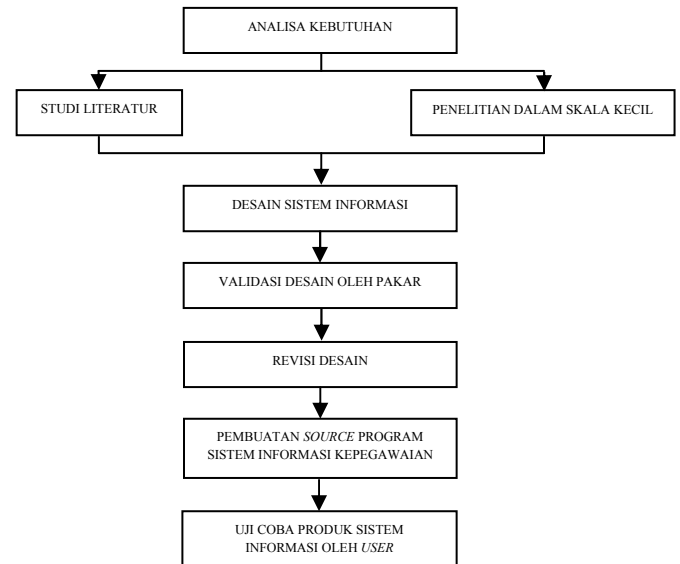 ANALISA KEBUTUHAN
STUDI LITERATUR
PENELITIAN DALAM SKALA KECIL
DESAIN SISTEM INFORMASI
VALIDASI DESAIN OLEH PAKAR
REVISI DESAIN
PEMBUATAN SOURCE PROGRAM
SISTEM INFORMASI KEPEGAWAIAN
UJI COBA PRODUK SISTEM
INFORMASI OLEH USER